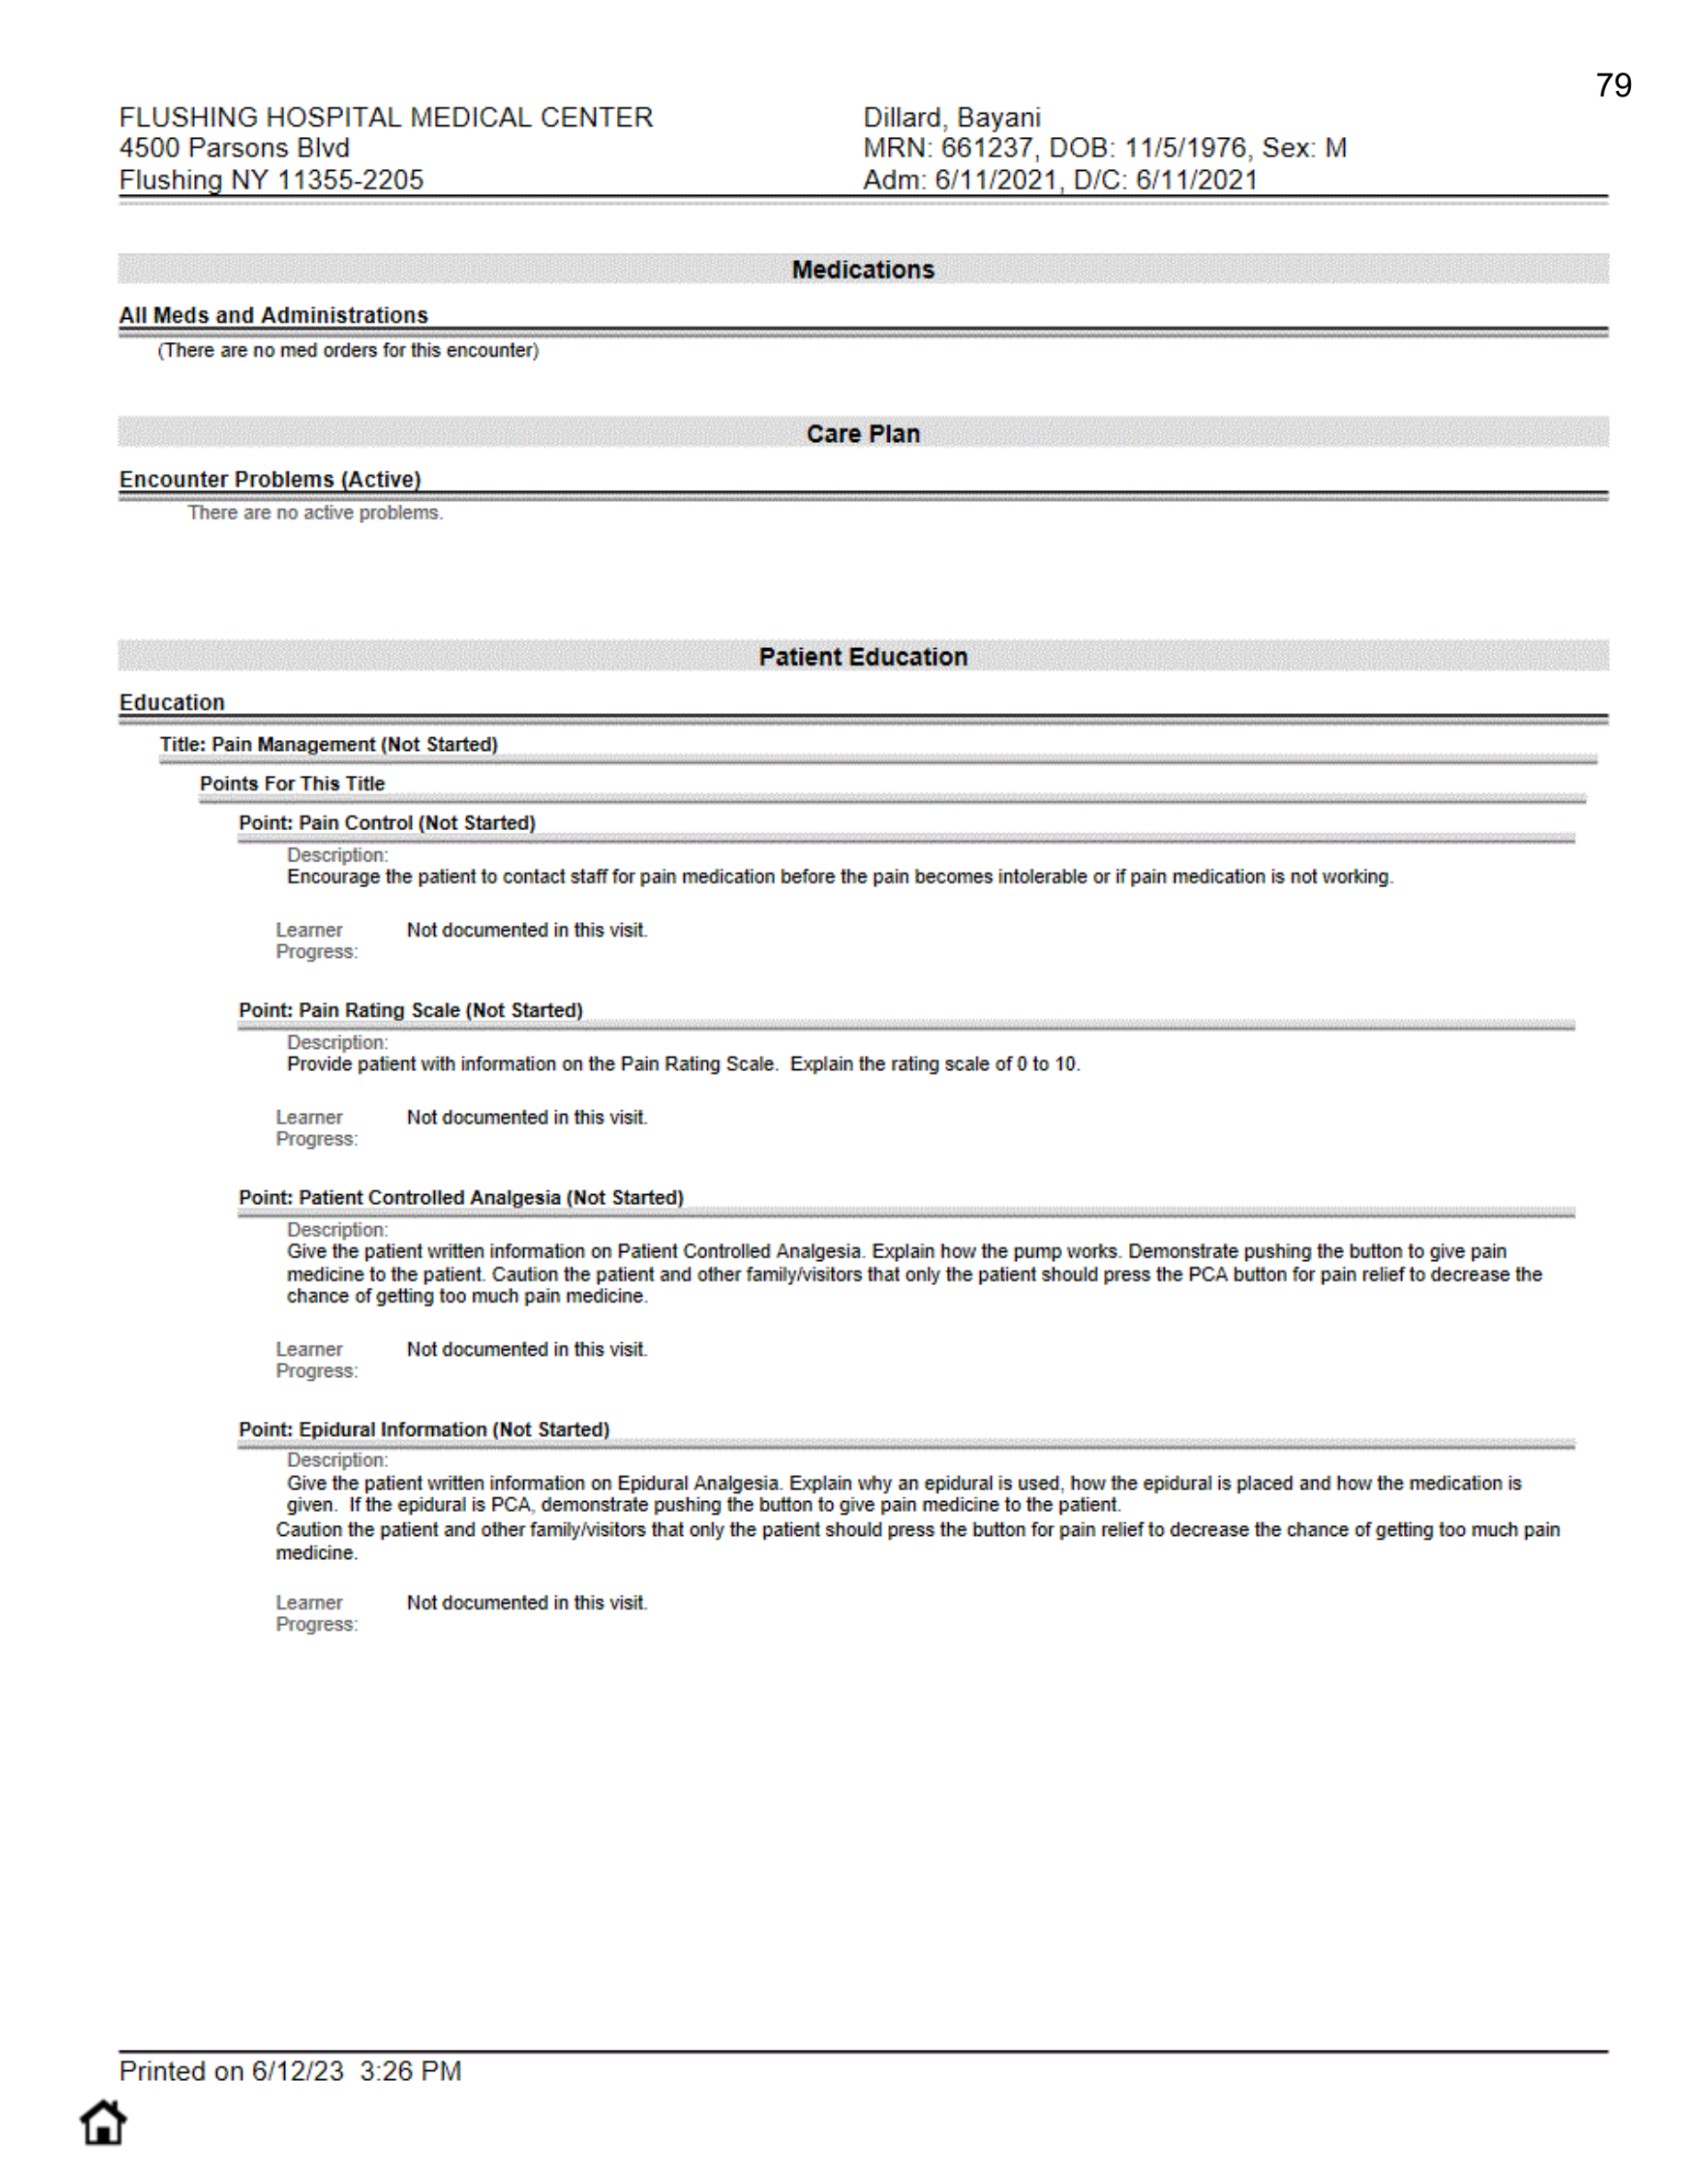 79
FLUSHING HOSPITAL MEDICAL CENTER
4500 Parsons Blvd
Flushing NY 11355-2205
Dillard, Bayani
MRN: 661237, DOB: 11/5/1976, Sex: M
Adm: 6/11/2021, D/C: 6/11/2021
Medications
All Meds and Administrations
(There are no med orders for this encounter)
Care Plan
Encounter Problems (Active)
There are no active problems.
Patient Education
Education
Title: Pain Management (Not Started)
Points For This Title
Point: Pain Control (Not Started)
Description:
Encourage the patient to contact staff for pain medication before the pain becomes intolerable or if pain medication is not working.
Learner Not documented in this visit.
Progress:
Point: Pain Rating Scale (Not Started)
Description:
Provide patient with information on the Pain Rating Scale.  Explain the rating scale of 0 to 10.
Learner Not documented in this visit.
Progress:
Point: Patient Controlled Analgesia (Not Started)
Description:
Give the patient written information on Patient Controlled Analgesia. Explain how the pump works. Demonstrate pushing the button to give pain
medicine to the patient. Caution the patient and other family/visitors that only the patient should press the PCA button for pain relief to decrease the
chance of getting too much pain medicine.
Learner Not documented in this visit.
Progress:
Point: Epidural Information (Not Started)
Description:
Give the patient written information on Epidural Analgesia. Explain why an epidural is used, how the epidural is placed and how the medication is
given.  If the epidural is PCA, demonstrate pushing the button to give pain medicine to the patient.
Caution the patient and other family/visitors that only the patient should press the button for pain relief to decrease the chance of getting too much pain
medicine.
Learner Not documented in this visit.
Progress:
Printed on 6/12/23  3:26 PM